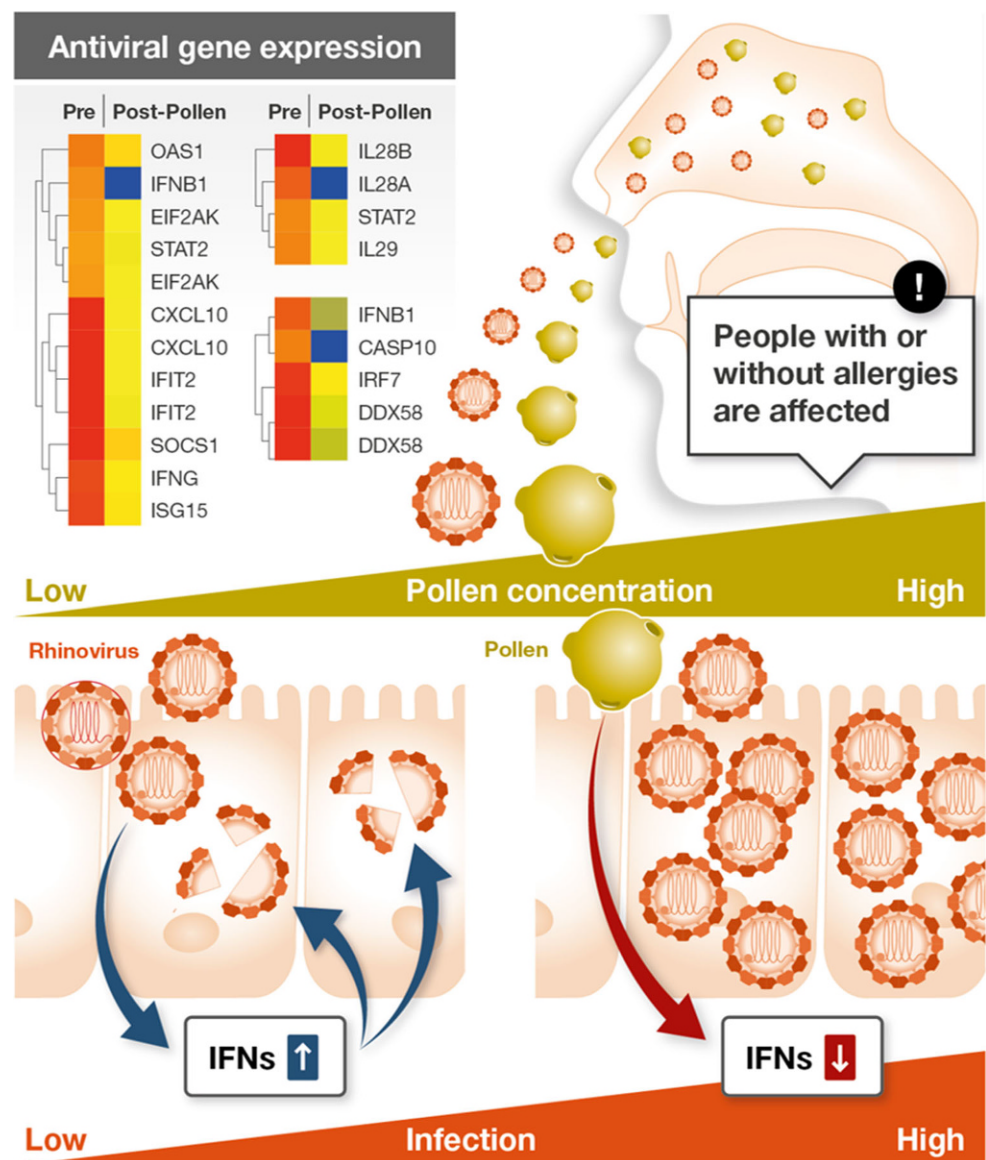 Antiviral gene expression
Pre Post-Pollen
OAS1
IFNB1
EIF2AK
STAT2
EIF2AK
CXCL10
CXCL10
IFIT2
IFIT2
SOCS1
IFNG
ISG15
Pre Post-Pollen
IL28B
IL28A
STAT2
IL29
IFNB1
CASP10
IRF7
DDX58
DDX58
!
People with or
without allergies
are affected
Low Pollen concentration High
Rhinovirus
Pollen
IFNs ↑
IFNs ↓
Low Infection High